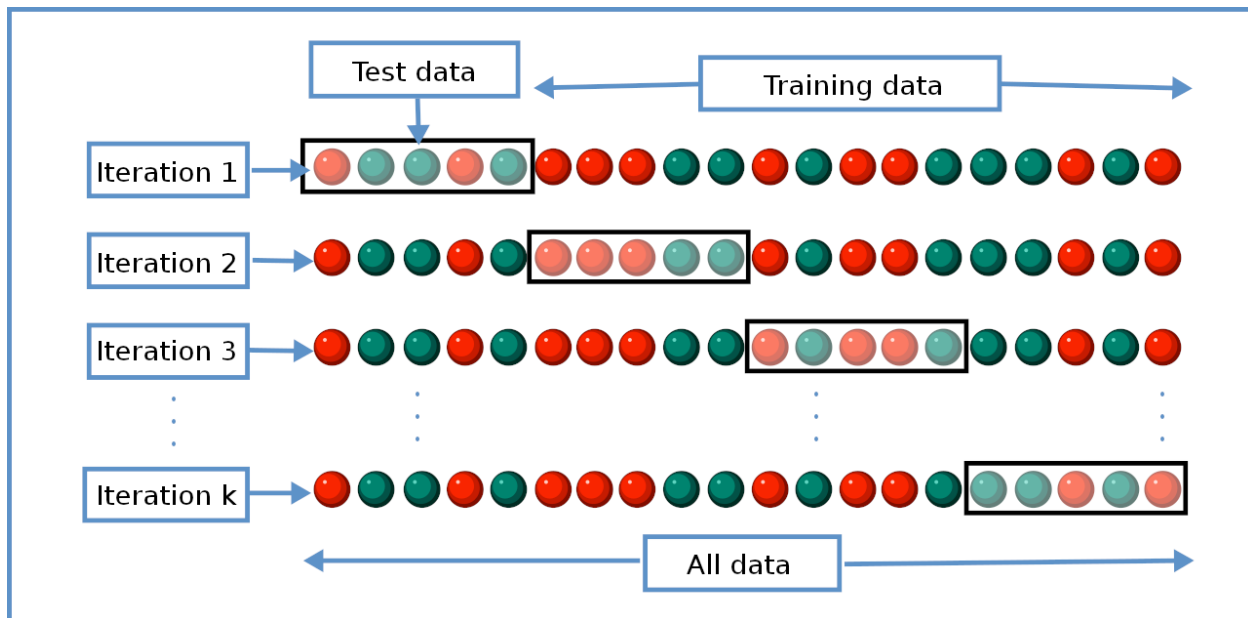 Test data
Training data
Iteration 1
Iteration 2
Iteration 3
Iteration k
All data